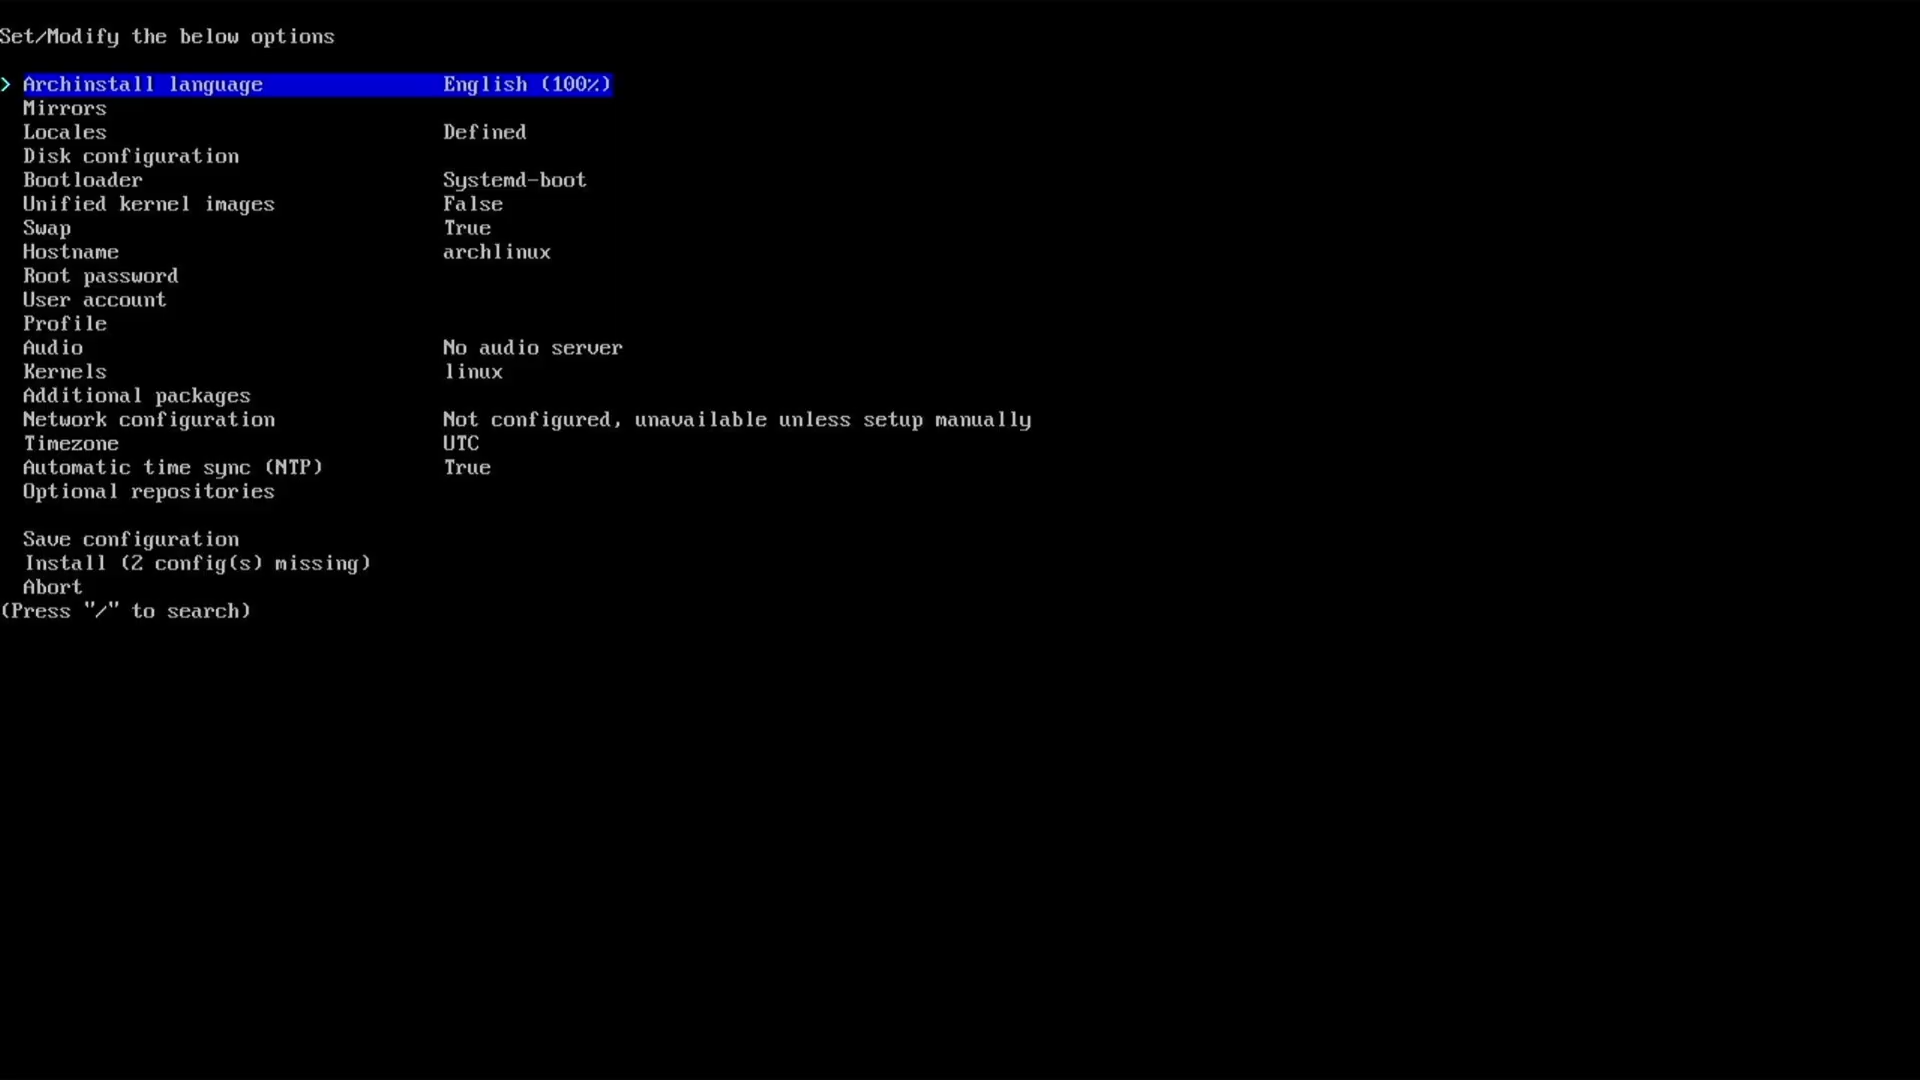 Set/Modify the below options
> Archinstall language English (100%)
Mirrors
Locales Defined
Disk configuration
Bootloader Systemd-boot
Unified kernel images False
Swap True
Hostname archlinux
Root password
User account
Profile
Audio No audio server
Kernels linux
Additional packages
Network configuration Not configured, unavailable unless setup manually
Timezone UTC
Automatic time sync (NTP) True
Optional repositories
Save configuration
Install (2 config(s) missing)
Abort
(Press "/" to search)